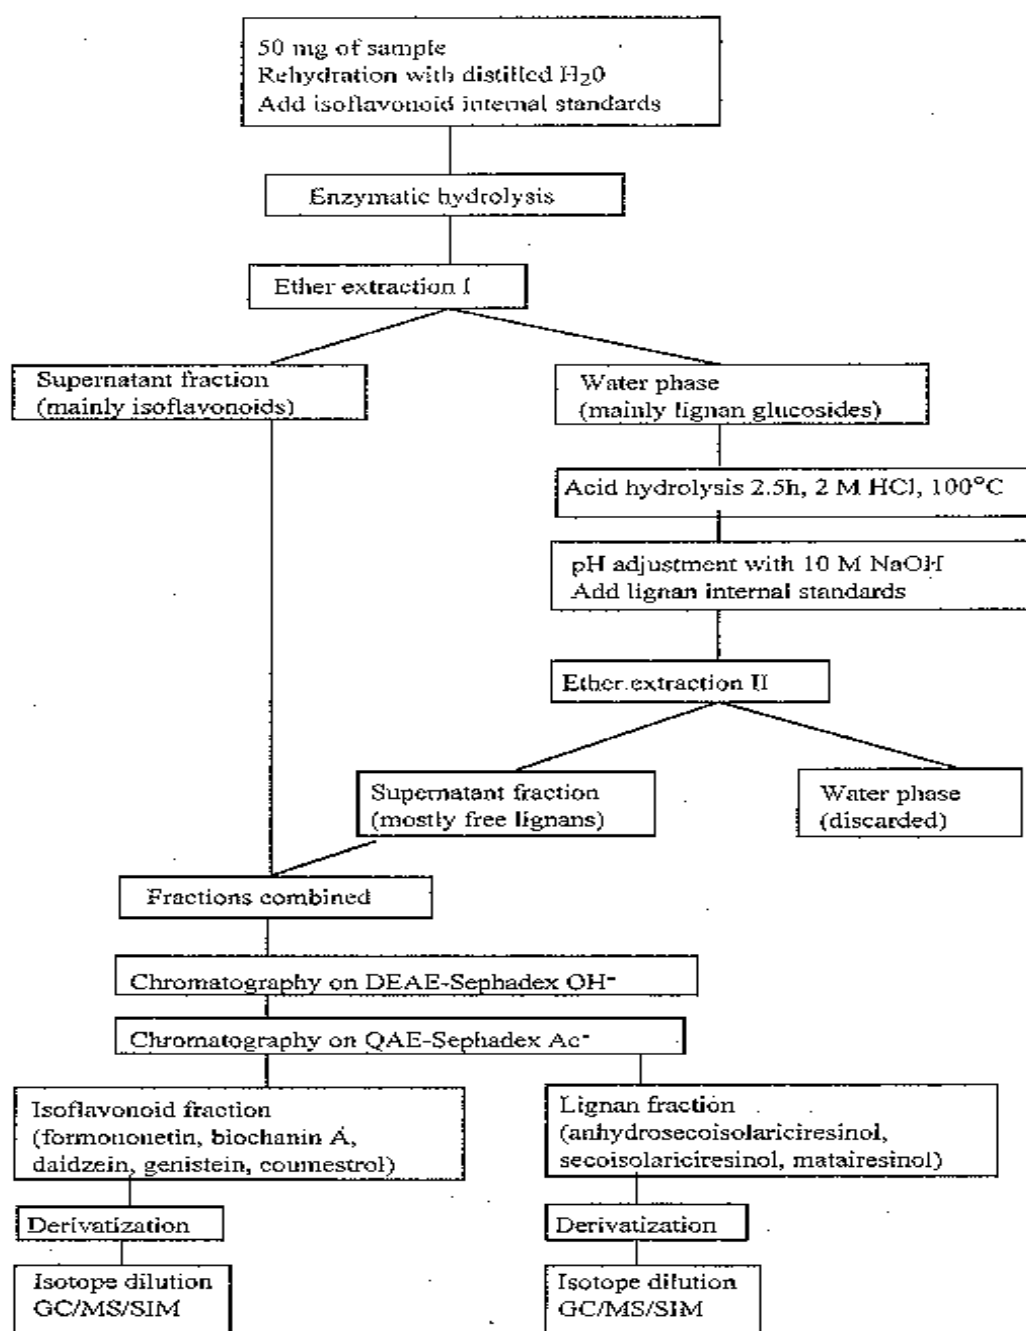 50 mg of sample
Rehydration with distilled H₂0
Add isoflavonoid internal standards
Enzymatic hydrolysis
Ether extraction I
Supernatant fraction
(mainly isoflavonoids)
Water phase
(mainly lignan glucosides)
Acid hydrolysis 2.5h, 2 M HCl, 100°C
pH adjustment with 10 M NaOH
Add lignan internal standards
Ether extraction II
Supernatant fraction
(mostly free lignans)
Water phase
(discarded)
Fractions combined
Chromatography on DEAE-Sephadex OH⁻
Chromatography on QAE-Sephadex Ac⁻
Isoflavonoid fraction
(formononetin, biochanin A,
daidzein, genistein, coumestrol)
Lignan fraction
(anhydrosecoisolariciresinol,
secoisolariciresinol, matairesinol)
Derivatization
Derivatization
Isotope dilution
GC/MS/SIM
Isotope dilution
GC/MS/SIM